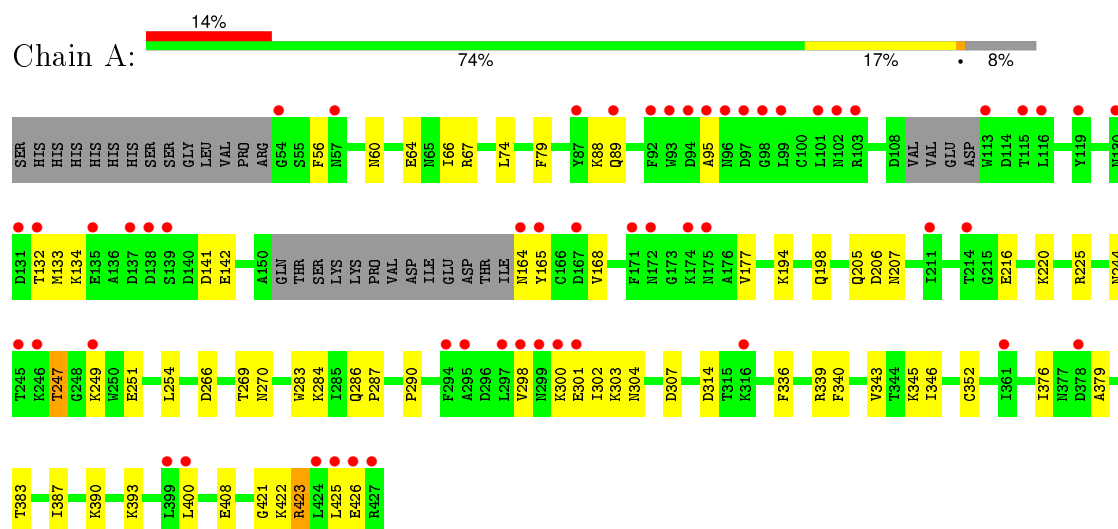 14%
Chain A:
74% 17% • 8%
SER HIS HIS HIS HIS HIS HIS SER SER GLY LEU VAL PRO ARG G54 S55 F56 N57 N60 E64 N65 I66 R67 L74 F79 Y87 K88 Q89 F92 W93 D94 A95 N96 D97 G98 L99 C100 L101 N102 R103 D108 VAL VAL GLU ASP W113 D114 T115 L116 Y119 N130
D131 T132 M133 K134 E135 A136 D137 D138 S139 D140 D141 E142 A150 GLN THR SER LYS LYS PRO VAL ASP ILE GLU ASP THR ILE N164 Y165 C166 D167 V168 F171 N172 G173 K174 N175 A176 V177 K194 Q198 Q205 D206 N207 I211 T214 G215 E216 K220 R225 N244
T245 K246 T247 G248 K249 W250 E251 L254 D266 T269 N270 W283 K284 I285 Q286 P287 P290 F294 A295 D296 L297 V298 N299 K300 E301 I302 K303 N304 D307 D314 T315 K316 F336 R339 F340 V343 T344 K345 I346 C352 I361 I376 N377 D378 A379
T383 I387 K390 K393 L399 L400 E408 G421 K422 R423 L424 L425 E426 R427